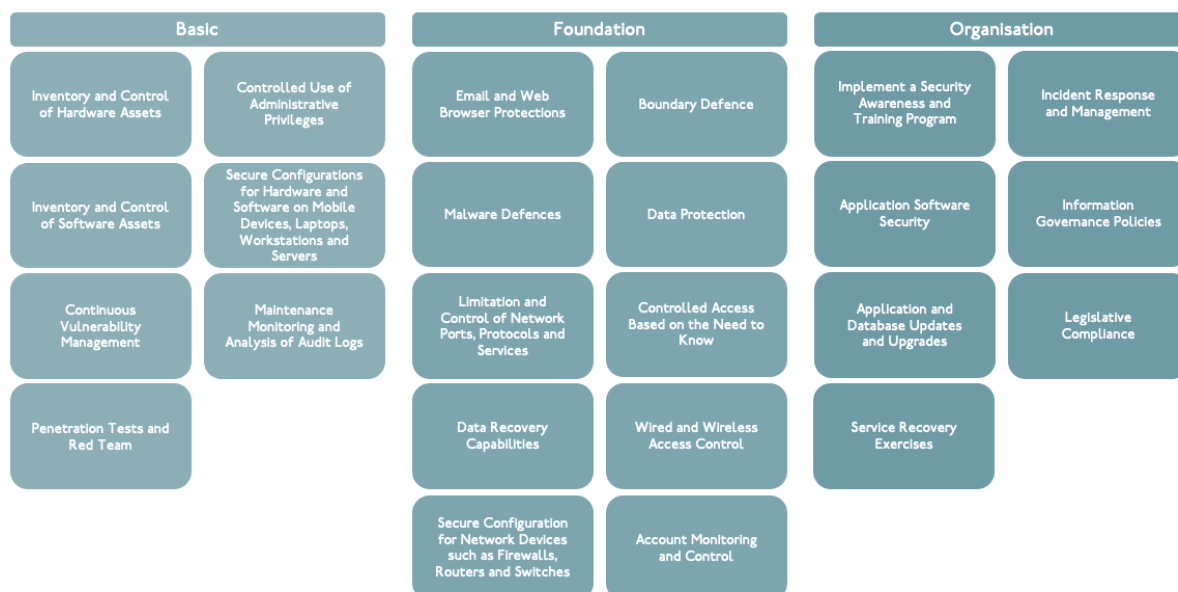 Basic
Inventory and Control
of Hardware Assets
Controlled Use of
Administrative
Privileges
Inventory and Control
of Software Assets
Secure Configurations
for Hardware and
Software on Mobile
Devices, Laptops,
Workstations and
Servers
Continuous
Vulnerability
Management
Maintenance
Monitoring and
Analysis of Audit Logs
Penetration Tests and
Red Team
Foundation
Email and Web
Browser Protections
Boundary Defence
Malware Defences
Data Protection
Limitation and
Control of Network
Ports, Protocols and
Services
Controlled Access
Based on the Need to
Know
Data Recovery
Capabilities
Wired and Wireless
Access Control
Secure Configuration
for Network Devices
such as Firewalls,
Routers and Switches
Account Monitoring
and Control
Organisation
Implement a Security
Awareness and
Training Program
Incident Response
and Management
Application Software
Security
Information
Governance Policies
Application and
Database Updates
and Upgrades
Legislative
Compliance
Service Recovery
Exercises